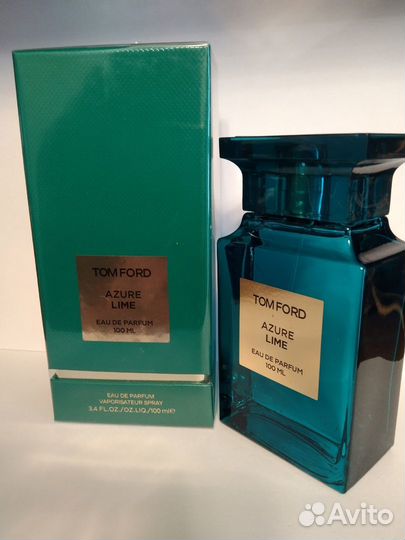 TOM FORD
AZURE
LIME
EAU DE PARFUM
100 ML
EAU DE PARFUM
VAPORISATEUR SPRAY
3.4 FL.OZ./OZ.LIQ./100 ml℮
TOM FORD
AZURE
LIME
EAU DE PARFUM
100 ML
Avito